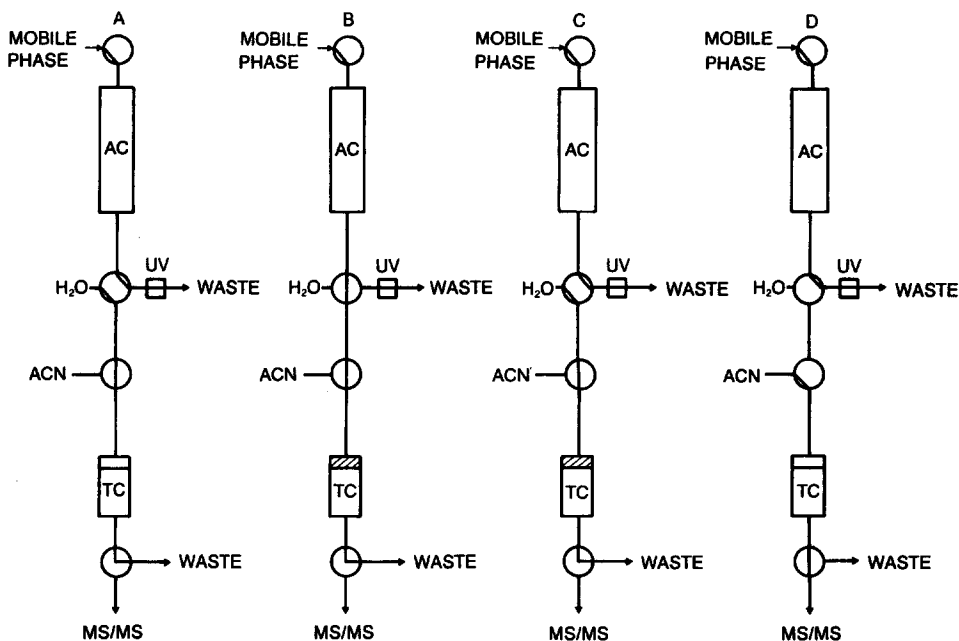 A
MOBILE
PHASE
AC
UV
H₂O
WASTE
ACN
TC
WASTE
MS/MS
B
MOBILE
PHASE
AC
UV
H₂O
WASTE
ACN
TC
WASTE
MS/MS
C
MOBILE
PHASE
AC
UV
H₂O
WASTE
ACN
TC
WASTE
MS/MS
D
MOBILE
PHASE
AC
UV
H₂O
WASTE
ACN
TC
WASTE
MS/MS